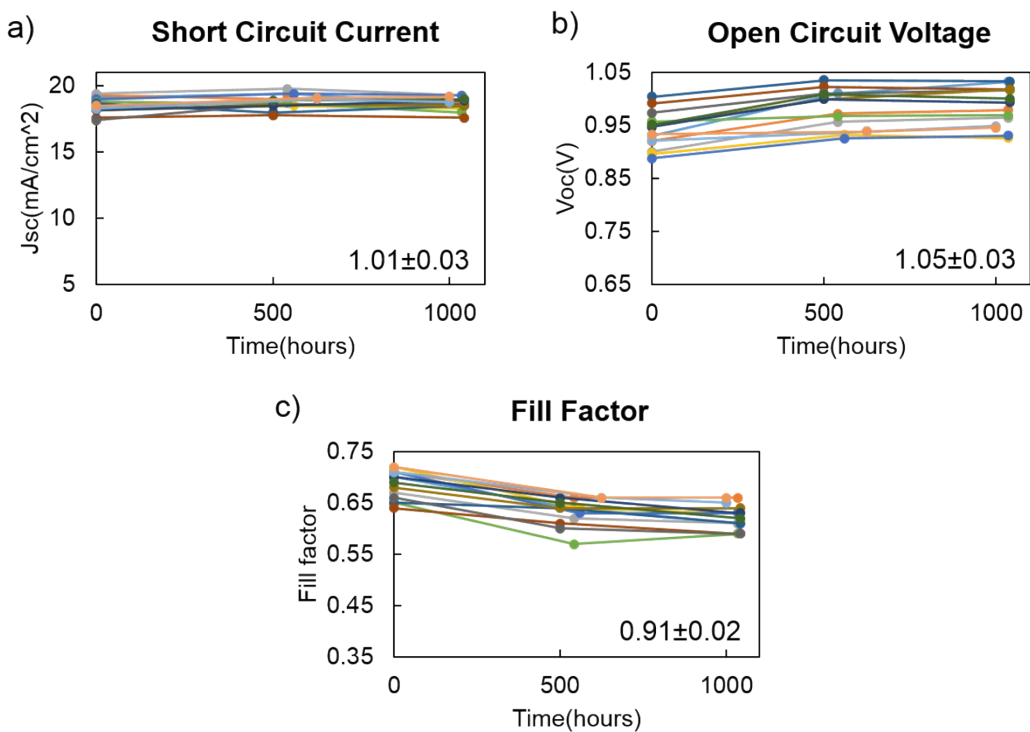 a)
Short Circuit Current
Jsc(mA/cm^2)
20
15
10
5
0
500
1000
1.01±0.03
Time(hours)
b)
Open Circuit Voltage
Voc(V)
1.05
0.95
0.85
0.75
0.65
0
500
1000
1.05±0.03
Time(hours)
c)
Fill Factor
Fill factor
0.75
0.65
0.55
0.45
0.35
0
500
1000
0.91±0.02
Time(hours)